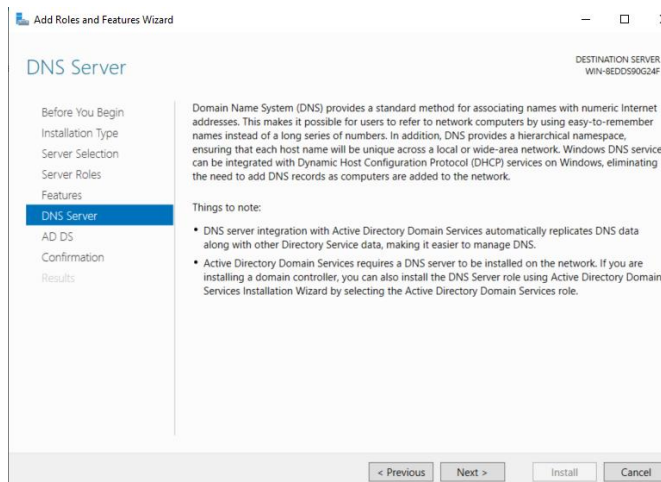 Add Roles and Features Wizard
DNS Server
DESTINATION SERVER
WIN-8EDDS90G24F
Before You Begin
Installation Type
Server Selection
Server Roles
Features
DNS Server
AD DS
Confirmation
Results
Domain Name System (DNS) provides a standard method for associating names with numeric Internet
addresses. This makes it possible for users to refer to network computers by using easy-to-remember
names instead of a long series of numbers. In addition, DNS provides a hierarchical namespace,
ensuring that each host name will be unique across a local or wide-area network. Windows DNS service
can be integrated with Dynamic Host Configuration Protocol (DHCP) services on Windows, eliminating
the need to add DNS records as computers are added to the network.
Things to note:
• DNS server integration with Active Directory Domain Services automatically replicates DNS data
along with other Directory Service data, making it easier to manage DNS.
• Active Directory Domain Services requires a DNS server to be installed on the network. If you are
installing a domain controller, you can also install the DNS Server role using Active Directory Domain
Services Installation Wizard by selecting the Active Directory Domain Services role.
< Previous
Next >
Install
Cancel